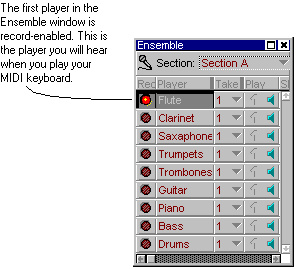 The first player in the
Ensemble window is
record-enabled. This is
the player you will hear
when you play your
MIDI keyboard.
Ensemble
Section: Section A
Rec Player Take Play
Flute 1
Clarinet 1
Saxaphone 1
Trumpets 1
Trombones 1
Guitar 1
Piano 1
Bass 1
Drums 1